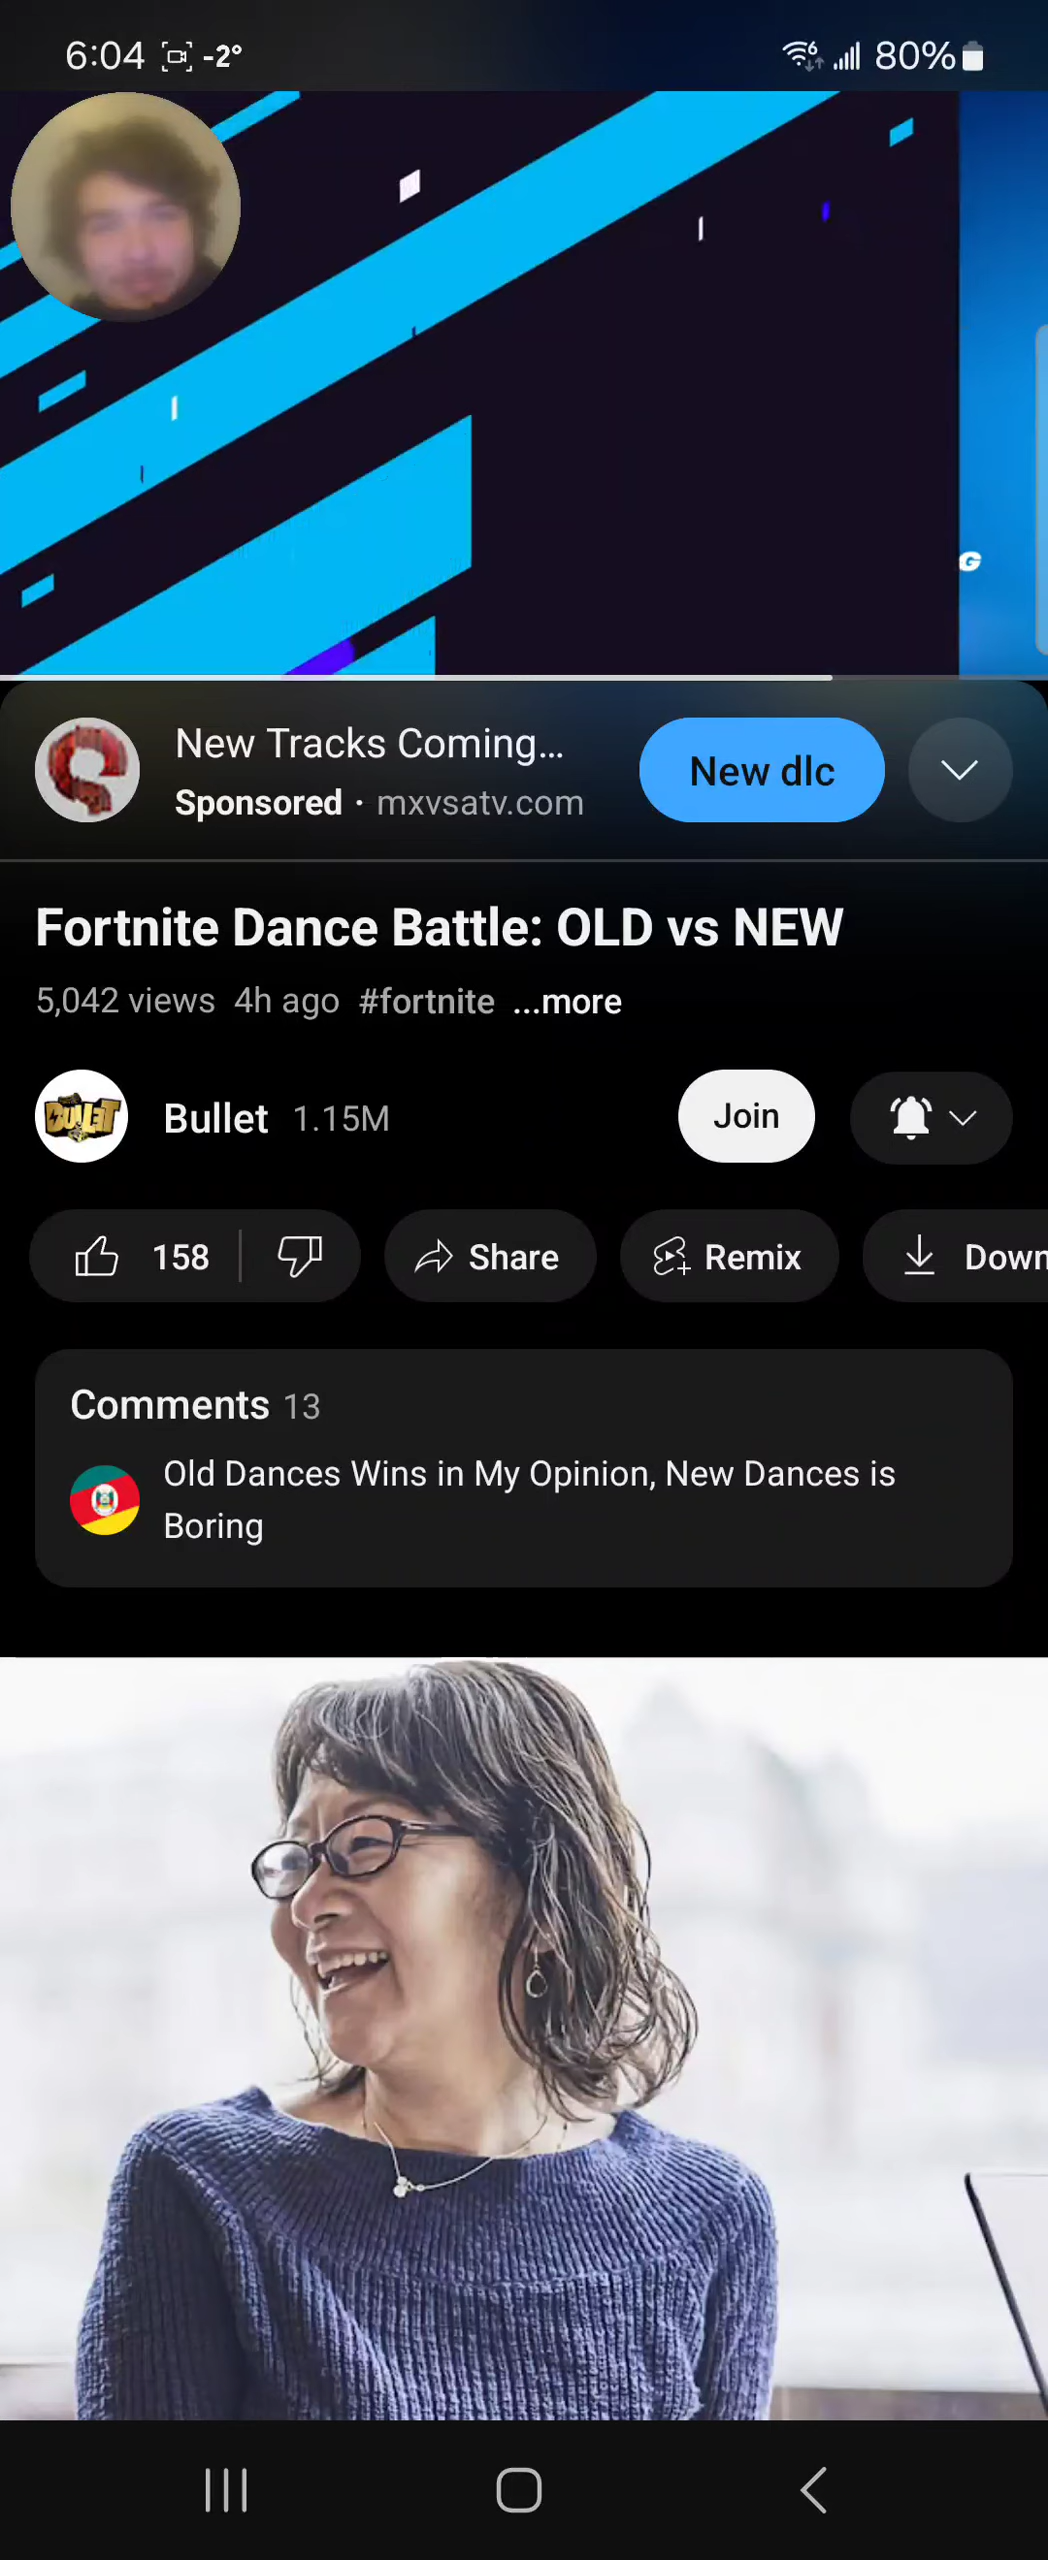 6:04 -2° 6 80%
G
New Tracks Coming...
New dlc
Sponsored · mxvsatv.com
Fortnite Dance Battle: OLD vs NEW
5,042 views 4h ago #fortnite ...more
BULLET
Bullet 1.15M
Join
158
Share
Remix
Down
Comments 13
Old Dances Wins in My Opinion, New Dances is
Boring